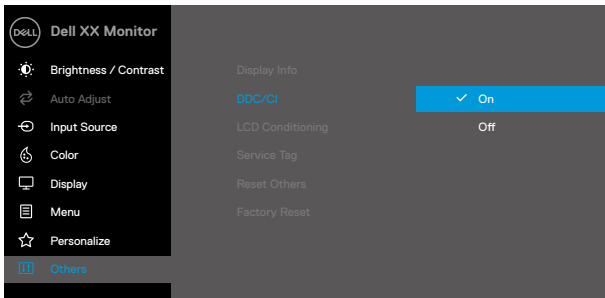 DELL Dell XX Monitor
Brightness / Contrast
Display Info
Auto Adjust
DDC/CI
On
Input Source
LCD Conditioning
Off
Color
Service Tag
Display
Reset Others
Menu
Factory Reset
Personalize
Others